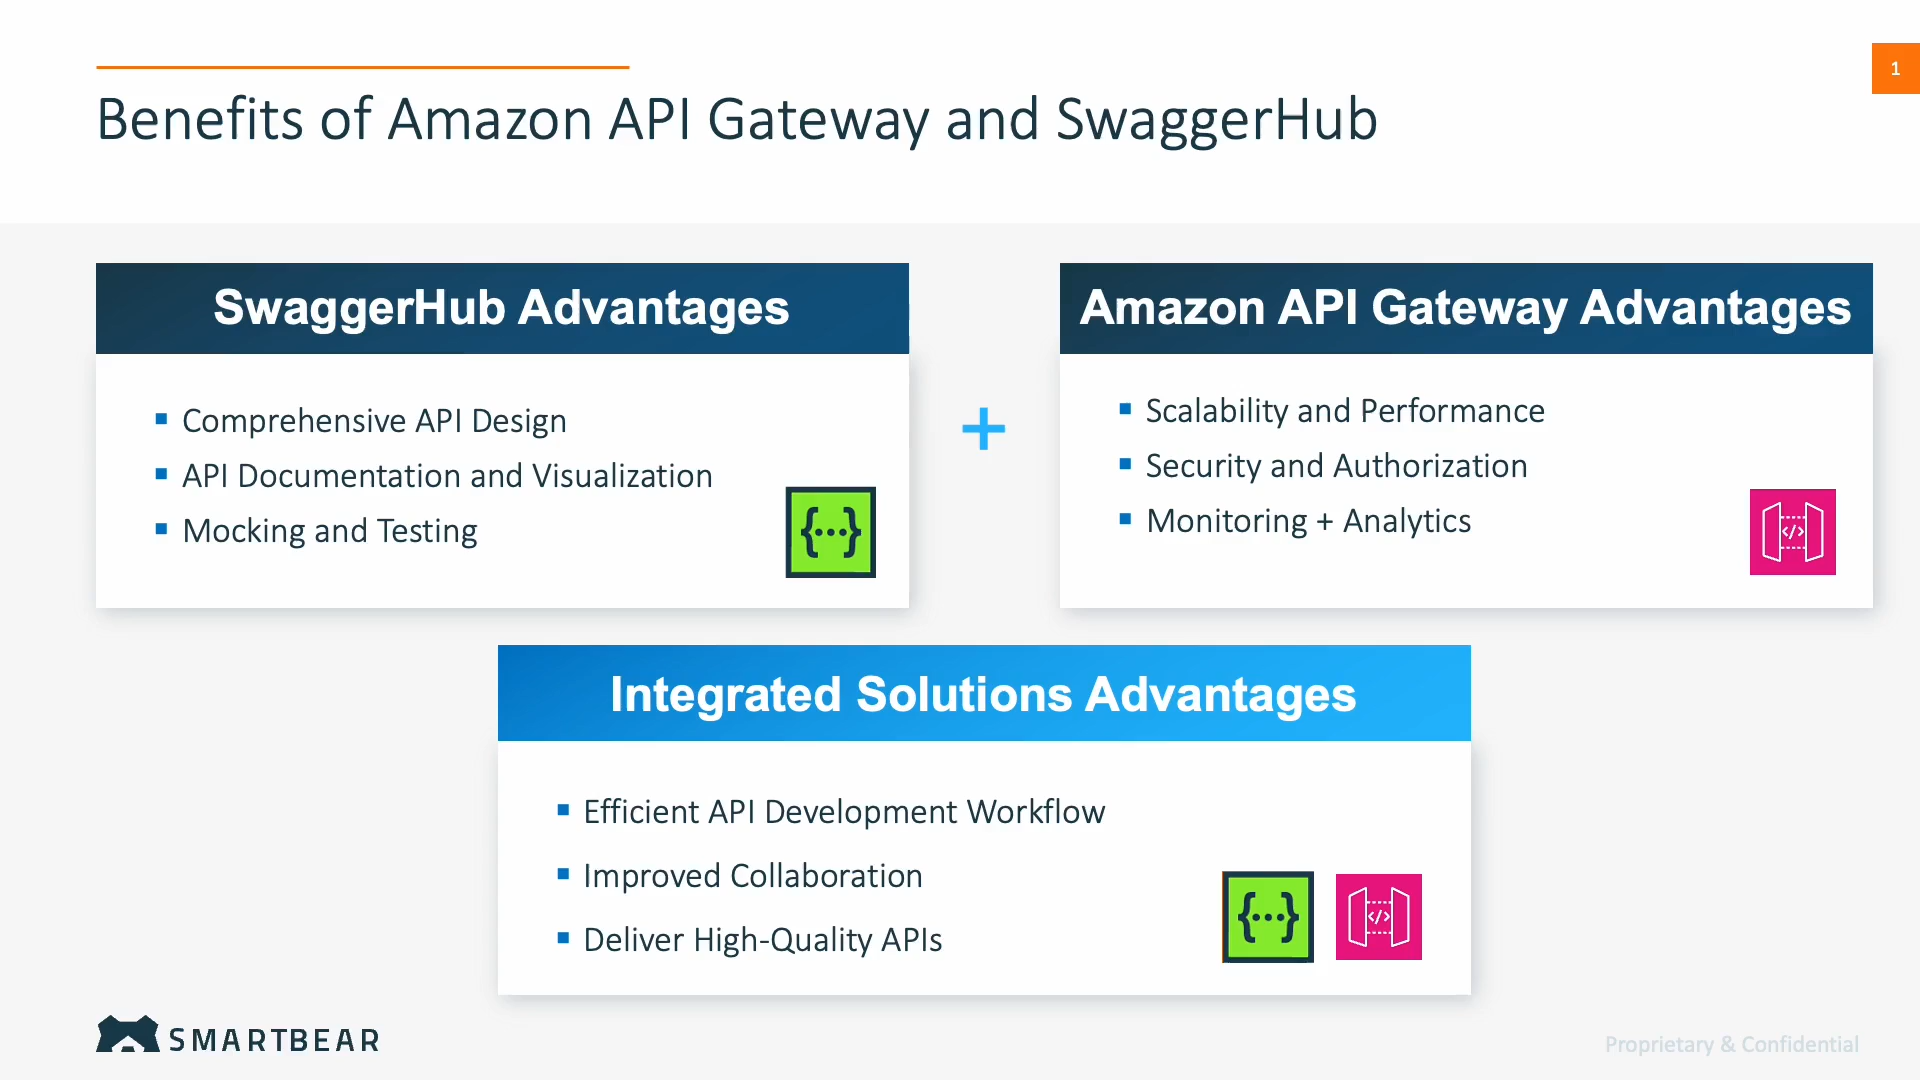 1
Benefits of Amazon API Gateway and SwaggerHub
SwaggerHub Advantages
Comprehensive API Design
API Documentation and Visualization
Mocking and Testing
{···}
+
Amazon API Gateway Advantages
Scalability and Performance
Security and Authorization
Monitoring + Analytics
</>
Integrated Solutions Advantages
Efficient API Development Workflow
Improved Collaboration
Deliver High-Quality APIs
{···}
</>
SMARTBEAR
Proprietary & Confidential